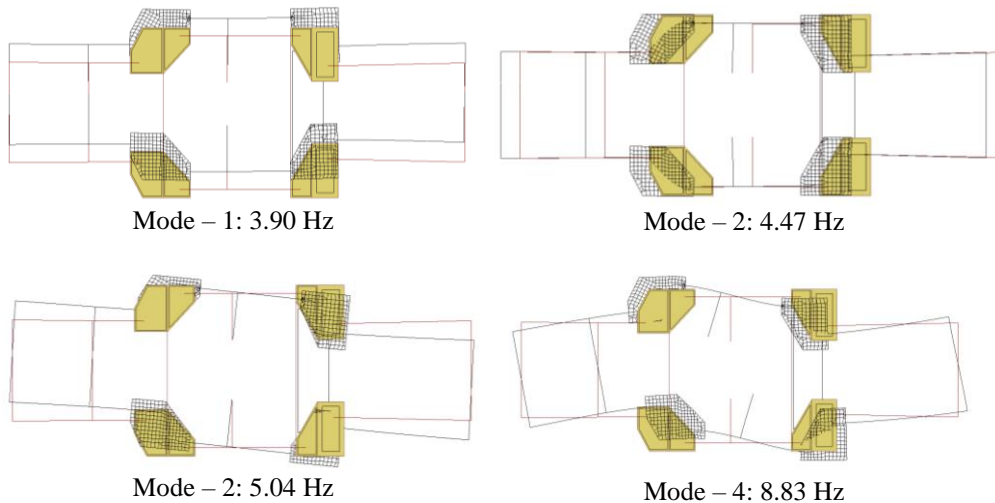 Mode – 1: 3.90 Hz
Mode – 2: 4.47 Hz
Mode – 2: 5.04 Hz
Mode – 4: 8.83 Hz